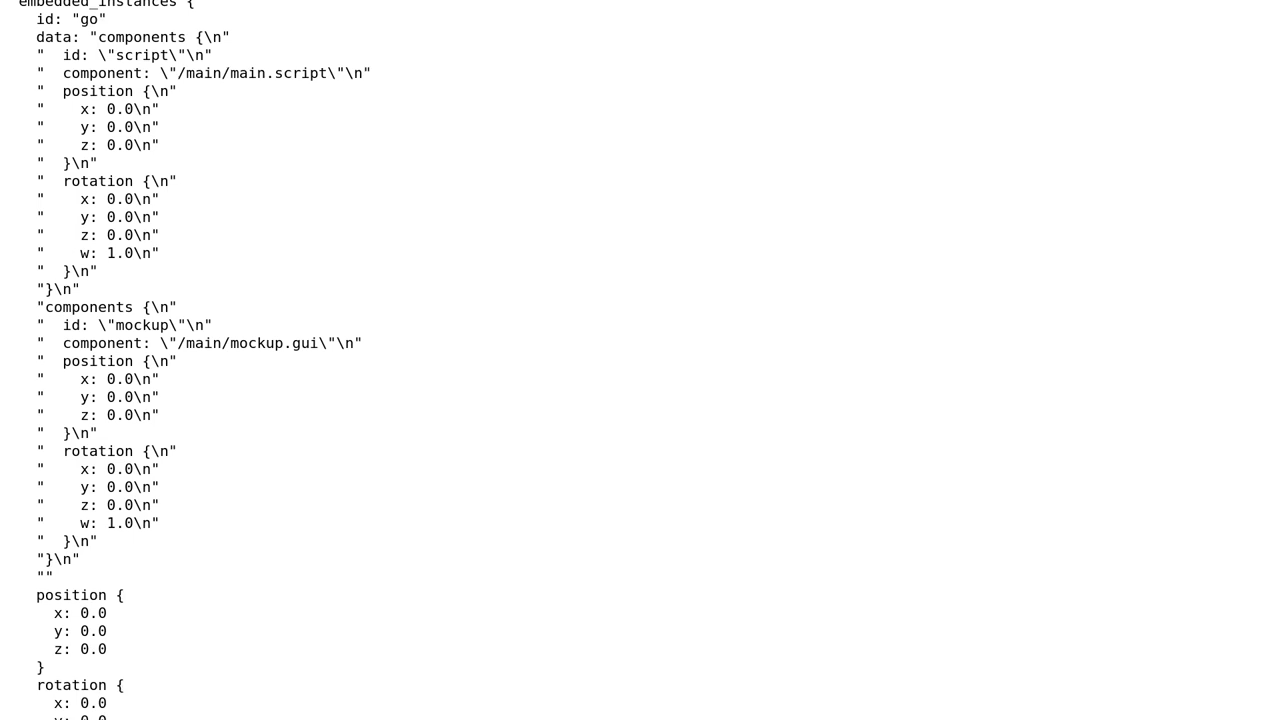 embedded_instances {
  id: "go"
  data: "components {\n"
  "  id: \"script\"\n"
  "  component: \"/main/main.script\"\n"
  "  position {\n"
  "    x: 0.0\n"
  "    y: 0.0\n"
  "    z: 0.0\n"
  "  }\n"
  "  rotation {\n"
  "    x: 0.0\n"
  "    y: 0.0\n"
  "    z: 0.0\n"
  "    w: 1.0\n"
  "  }\n"
  "}\n"
  "components {\n"
  "  id: \"mockup\"\n"
  "  component: \"/main/mockup.gui\"\n"
  "  position {\n"
  "    x: 0.0\n"
  "    y: 0.0\n"
  "    z: 0.0\n"
  "  }\n"
  "  rotation {\n"
  "    x: 0.0\n"
  "    y: 0.0\n"
  "    z: 0.0\n"
  "    w: 1.0\n"
  "  }\n"
  "}\n"
  ""
  position {
    x: 0.0
    y: 0.0
    z: 0.0
  }
  rotation {
    x: 0.0
    y: 0.0